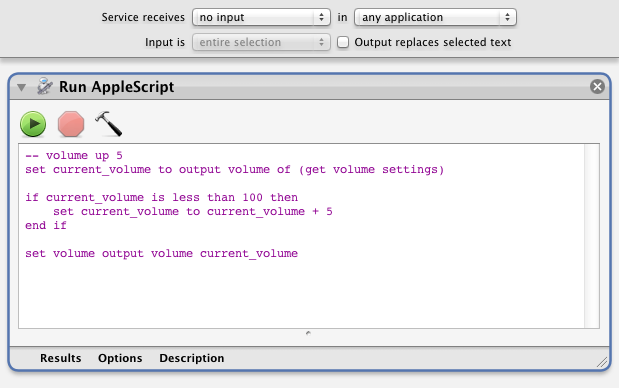 Service receives no input in any application
Input is entire selection Output replaces selected text
Run AppleScript
-- volume up 5
set current_volume to output volume of (get volume settings)
if current_volume is less than 100 then
set current_volume to current_volume + 5
end if
set volume output volume current_volume
Results Options Description